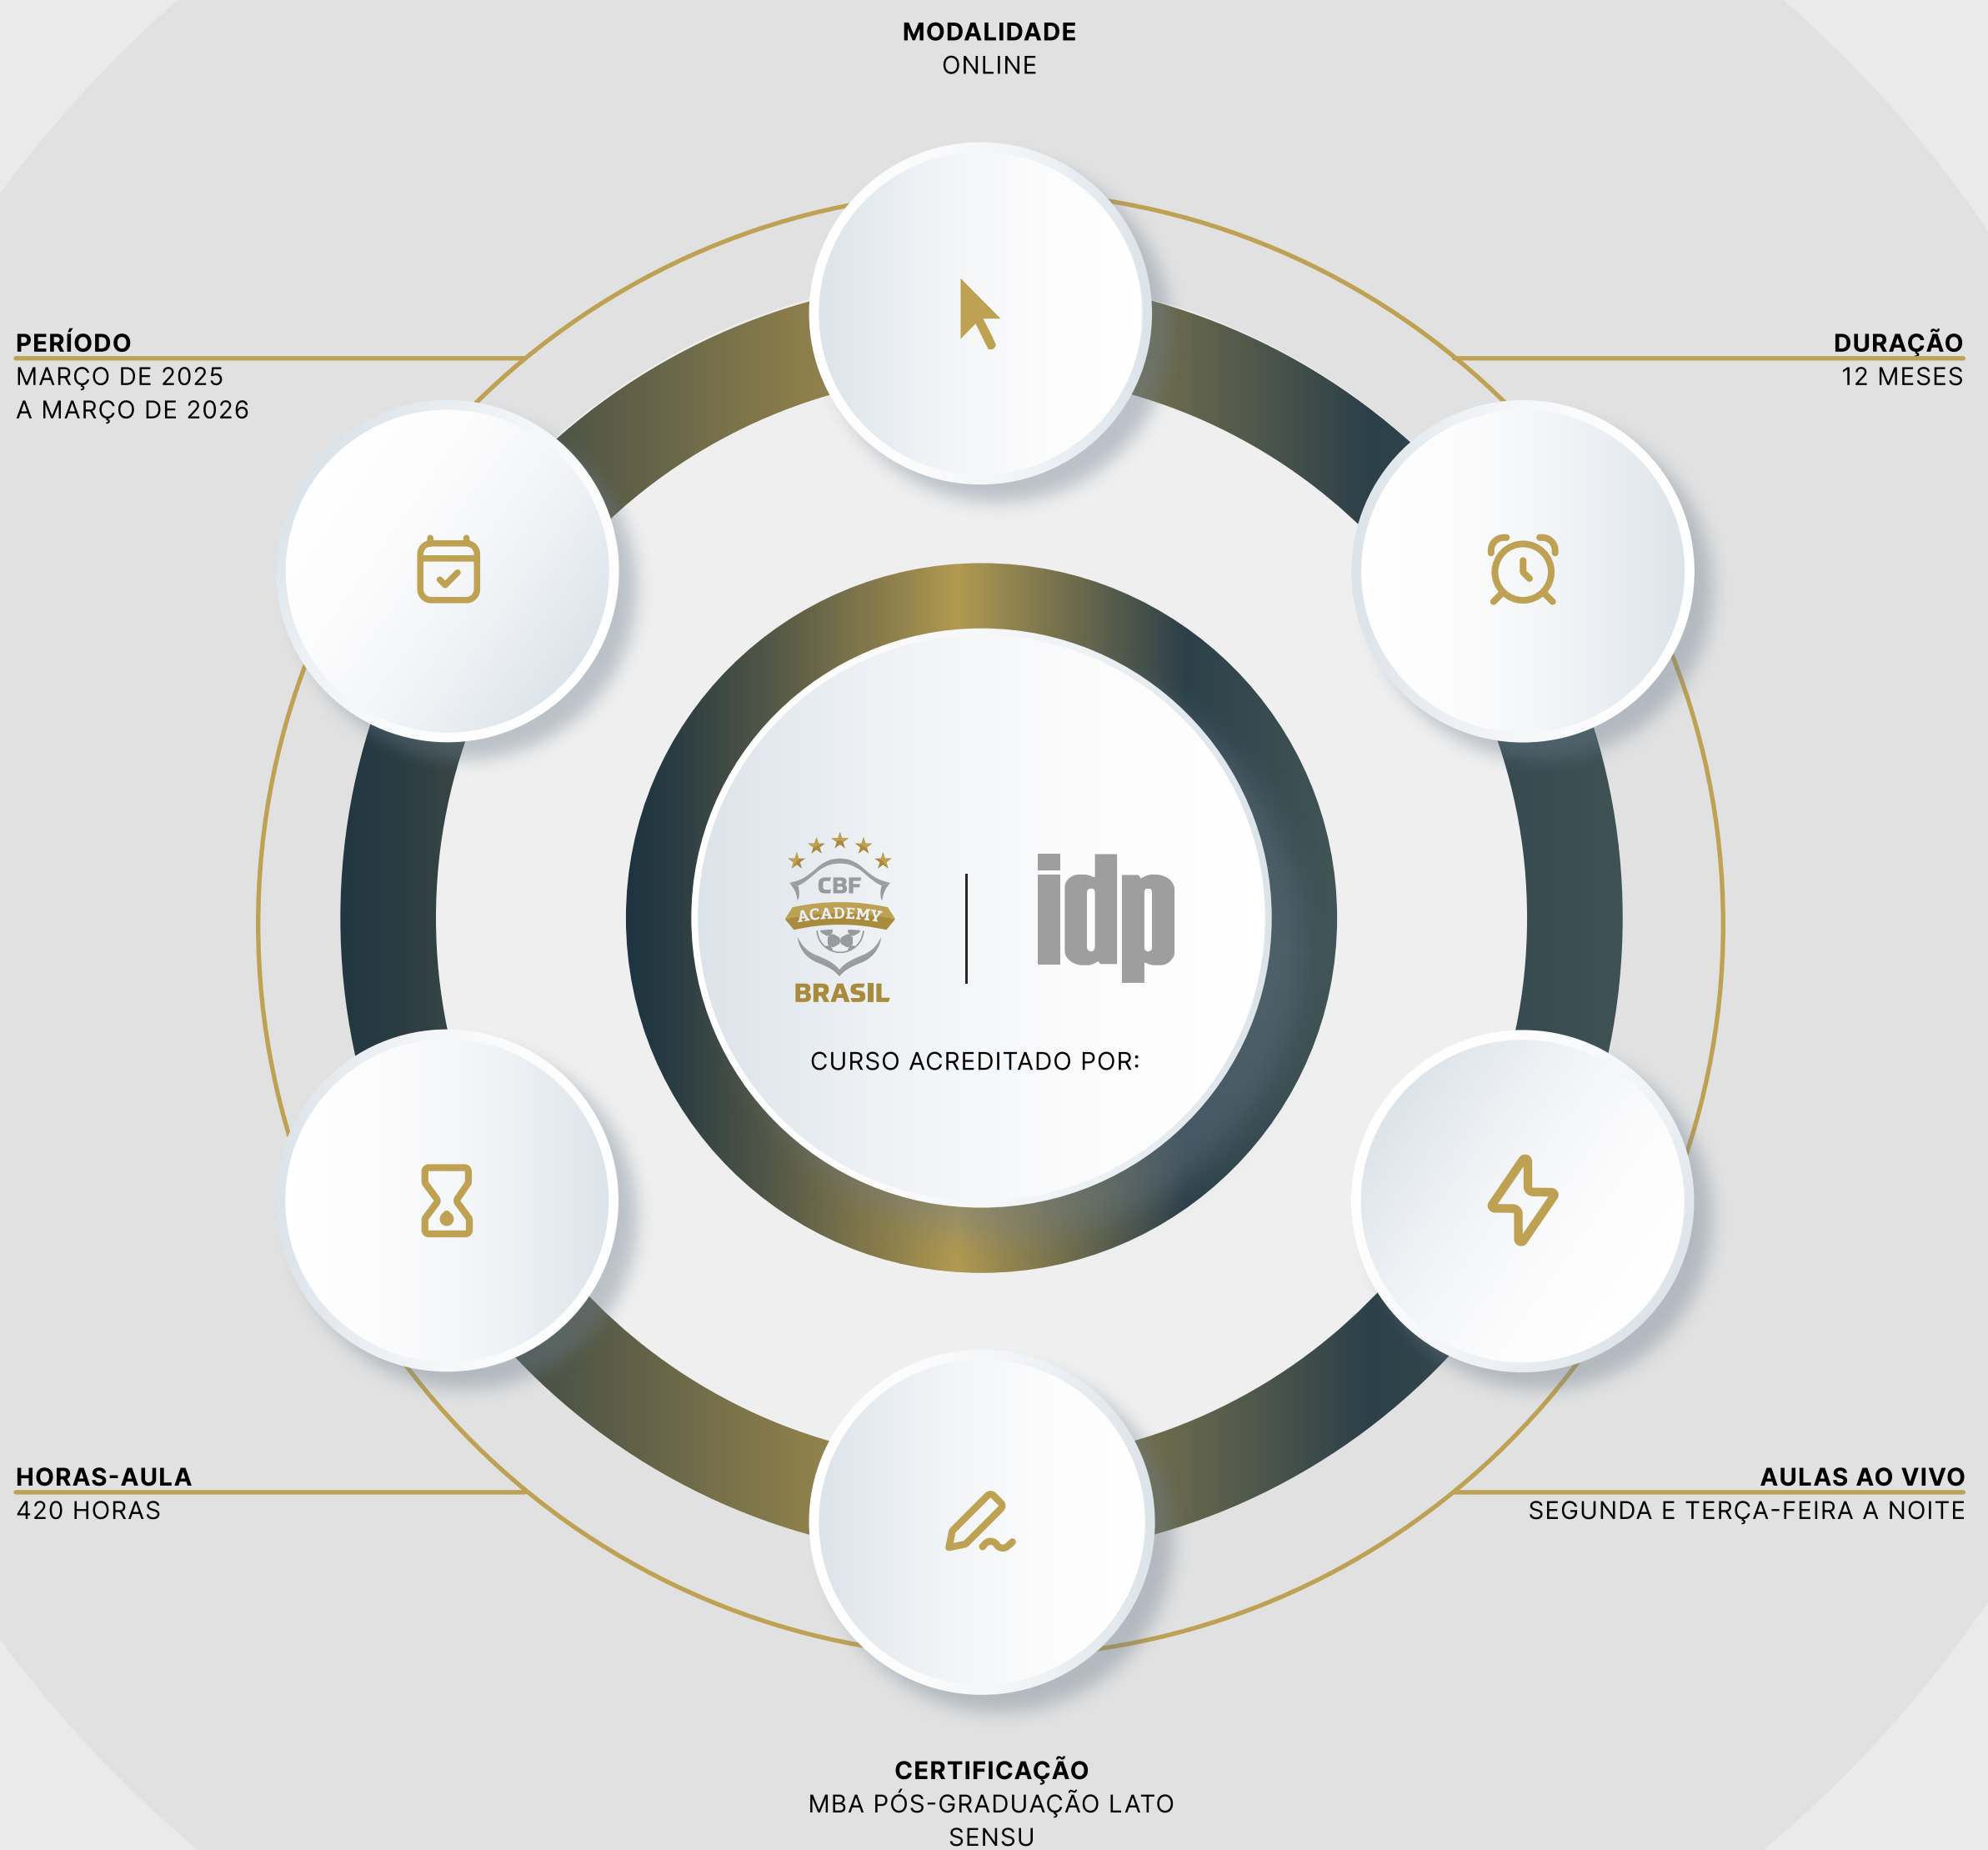 MODALIDADE
ONLINE
PERÍODO
MARÇO DE 2025
A MARÇO DE 2026
DURAÇÃO
12 MESES
CBF
ACADEMY
BRASIL
idp
CURSO ACREDITADO POR:
HORAS-AULA
420 HORAS
AULAS AO VIVO
SEGUNDA E TERÇA-FEIRA A NOITE
CERTIFICAÇÃO
MBA PÓS-GRADUAÇÃO LATO
SENSU